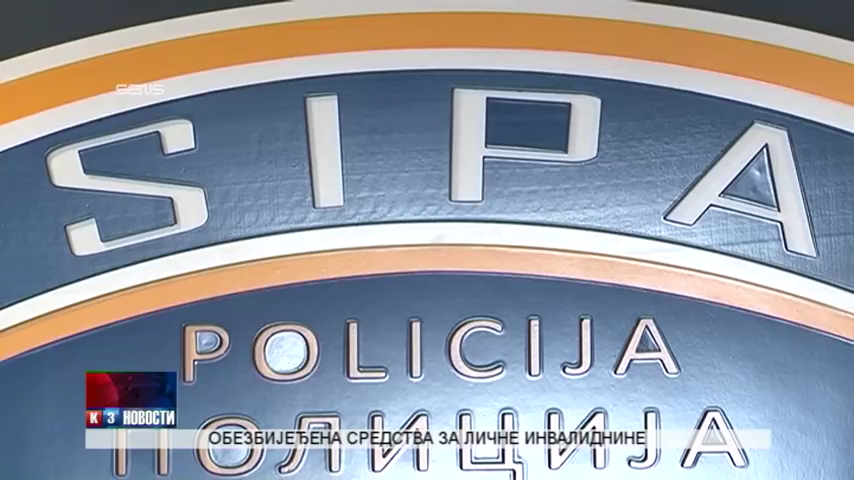 SIPA
POLICIJA
ПОЛИЦИЈА
К3 НОВОСТИ
ОБЕЗБИЈЕЂЕНА СРЕДСТВА ЗА ЛИЧНЕ ИНВАЛИДНИНЕ